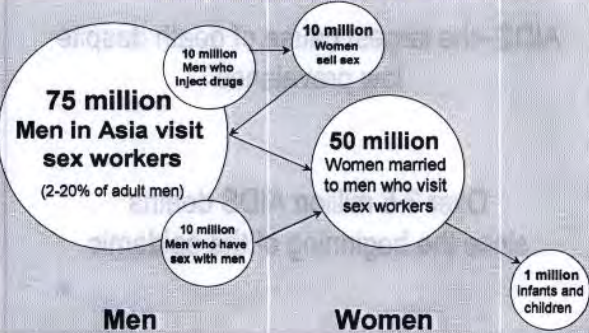 10 million
Men who
inject drugs
10 million
Women
sell sex
75 million
Men in Asia visit
sex workers
(2-20% of adult men)
50 million
Women married
to men who visit
sex workers
10 million
Men who have
sex with men
1 million
infants and
children
Men
Women